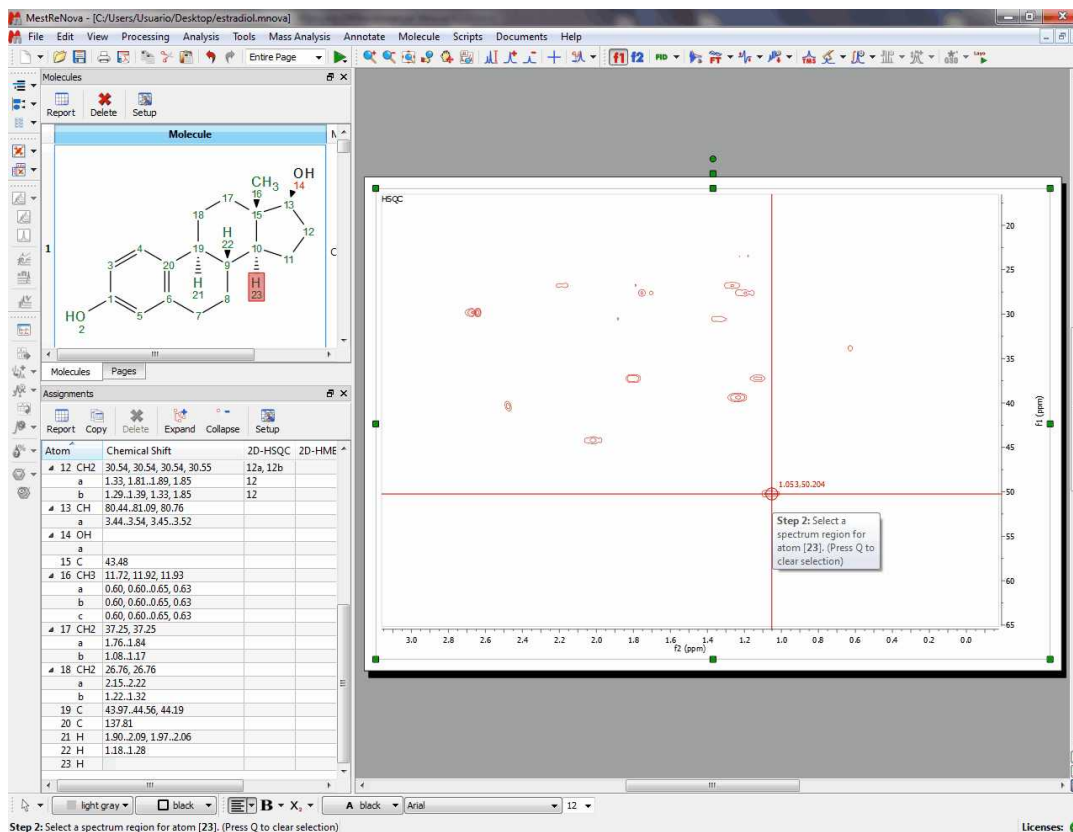 MestReNova - [C:/Users/Usuario/Desktop/estradiol.mnova]
File Edit View Processing Analysis Tools Mass Analysis Annotate Molecule Scripts Documents Help
Entire Page
f1 f2 FID FT TMS
Molecules
Report Delete Setup
Molecule
1
OH
14
CH3
16
17
13
18
15
12
H
22
4
19
10
11
3
20
9
H
21
H
23
8
1
6
7
HO
2
5
Molecules Pages
Assignments
Report Copy Delete Expand Collapse Setup
Atom Chemical Shift 2D-HSQC 2D-HME
12 CH2 30.54, 30.54, 30.54, 30.55 12a, 12b
a 1.33, 1.81..1.89, 1.85 12
b 1.29..1.39, 1.33, 1.85 12
13 CH 80.44..81.09, 80.76
a 3.44..3.54, 3.45..3.52
14 OH
a
15 C 43.48
16 CH3 11.72, 11.92, 11.93
a 0.60, 0.60..0.65, 0.63
b 0.60, 0.60..0.65, 0.63
c 0.60, 0.60..0.65, 0.63
17 CH2 37.25, 37.25
a 1.76..1.84
b 1.08..1.17
18 CH2 26.76, 26.76
a 2.15..2.22
b 1.22..1.32
19 C 43.97..44.56, 44.19
20 C 137.81
21 H 1.90..2.09, 1.97..2.06
22 H 1.18..1.28
23 H
HSQC
20
25
30
35
40
45
50
55
60
65
f1 (ppm)
1.053,50.204
Step 2: Select a
spectrum region for
atom [23]. (Press Q to
clear selection)
3.0 2.8 2.6 2.4 2.2 2.0 1.8 1.6 1.4 1.2 1.0 0.8 0.6 0.4 0.2 0.0
f2 (ppm)
light gray black B X, A black Arial 12
Step 2: Select a spectrum region for atom [23]. (Press Q to clear selection) Licenses: